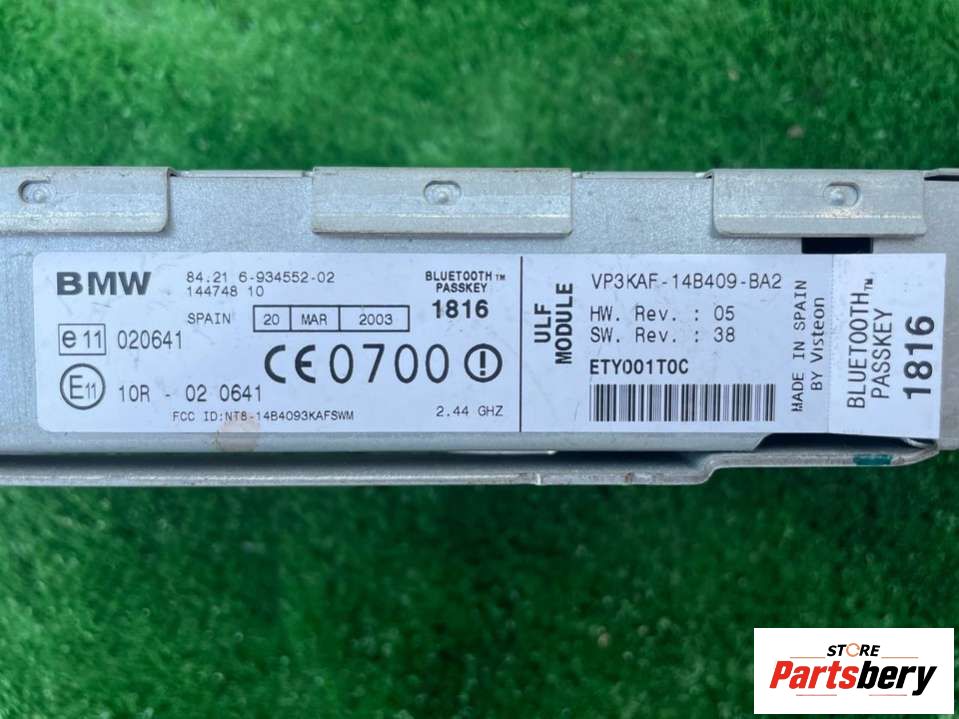 BMW
84.21 6-934552-02
144748 10
SPAIN 20 MAR 2003
BLUETOOTH™
PASSKEY
1816
e11 020641
CE0700
E11 10R - 02 0641
FCC ID:NT8-14B4093KAFSWM 2.44 GHZ
ULF
MODULE
VP3KAF-14B409-BA2
HW. Rev. : 05
SW. Rev. : 38
ETY001T0C
MADE IN SPAIN
BY Visteon
BLUETOOTH™
PASSKEY
1816
STORE
Partsbery